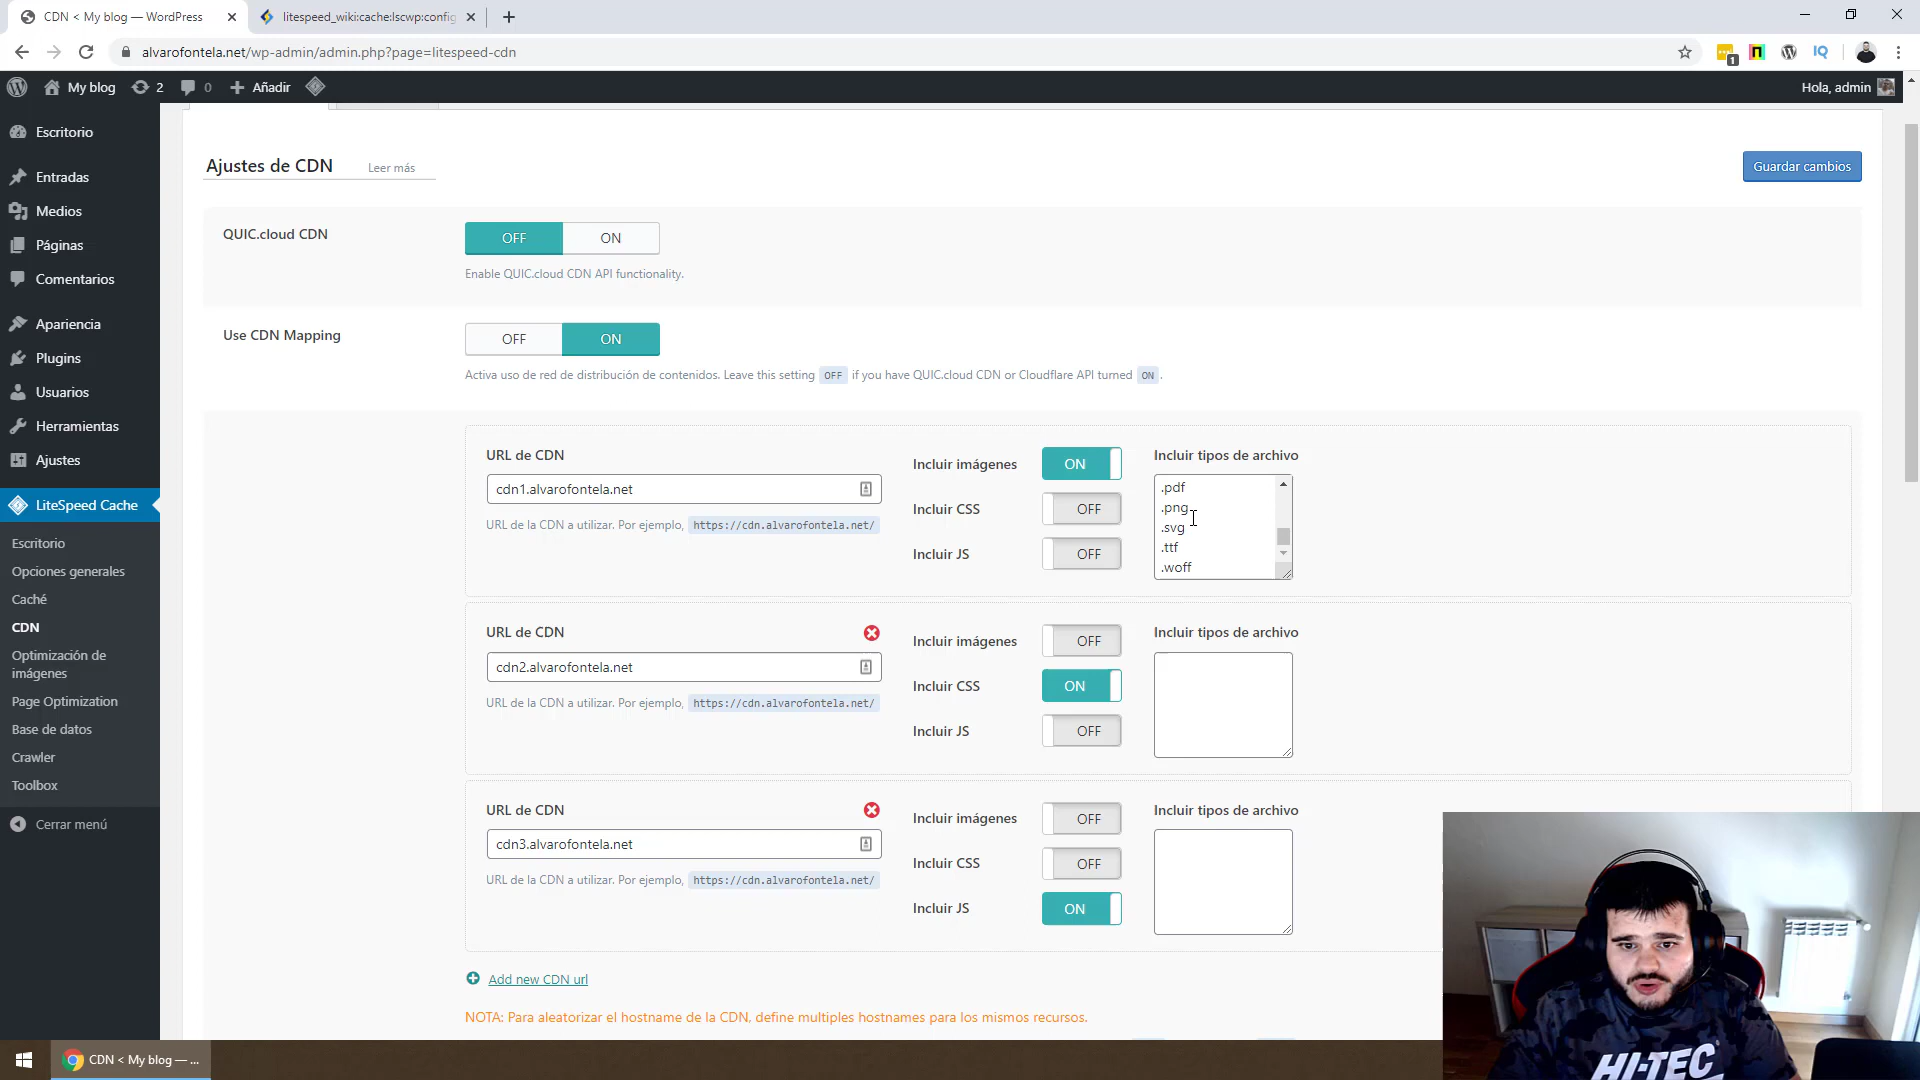 CDN < My blog — WordPress
litespeed_wiki:cache:lscwp:config
alvarofontela.net/wp-admin/admin.php?page=litespeed-cdn
1
IQ
My blog
2
0
Añadir
Hola, admin
Escritorio
Entradas
Medios
Páginas
Comentarios
Apariencia
Plugins
Usuarios
Herramientas
Ajustes
LiteSpeed Cache
Escritorio
Opciones generales
Caché
CDN
Optimización de
imágenes
Page Optimization
Base de datos
Crawler
Toolbox
Cerrar menú
Ajustes de CDN
Leer más
Guardar cambios
QUIC.cloud CDN
OFF
ON
Enable QUIC.cloud CDN API functionality.
Use CDN Mapping
OFF
ON
Activa uso de red de distribución de contenidos. Leave this setting OFF if you have QUIC.cloud CDN or Cloudflare API turned ON .
URL de CDN
cdn1.alvarofontela.net
URL de CDN a utilizar. Por ejemplo, https://cdn.alvarofontela.net/
Incluir imágenes
ON
Incluir CSS
OFF
Incluir JS
OFF
Incluir tipos de archivo
.pdf
.png
.svg
.ttf
.woff
URL de CDN
cdn2.alvarofontela.net
URL de la CDN a utilizar. Por ejemplo, https://cdn.alvarofontela.net/
Incluir imágenes
OFF
Incluir CSS
ON
Incluir JS
OFF
Incluir tipos de archivo
URL de CDN
cdn3.alvarofontela.net
URL de la CDN a utilizar. Por ejemplo, https://cdn.alvarofontela.net/
Incluir imágenes
OFF
Incluir CSS
OFF
Incluir JS
ON
Incluir tipos de archivo
Add new CDN url
NOTA: Para aleatorizar el hostname de la CDN, define multiples hostnames para los mismos recursos.
HI-TEC
CDN < My blog — ...